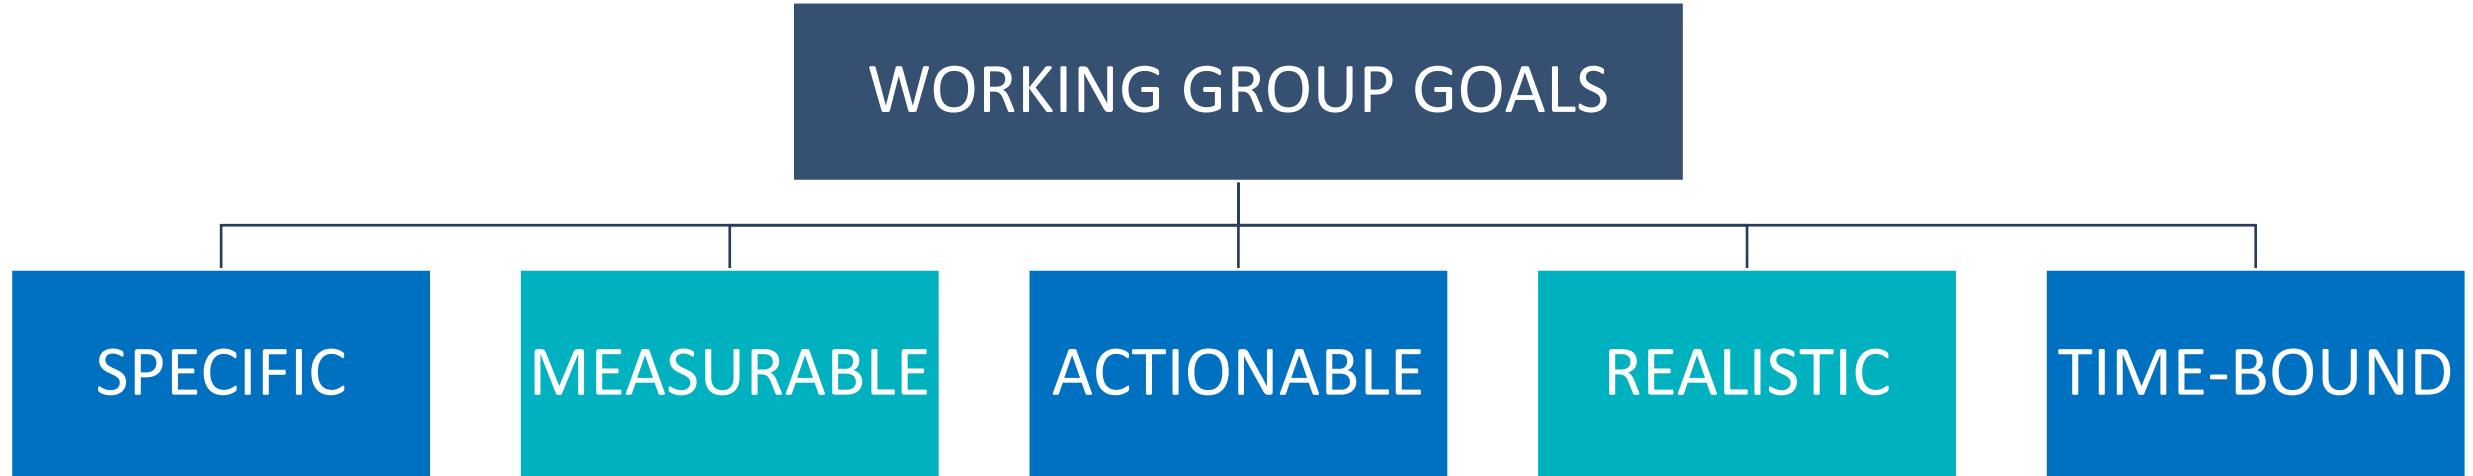 WORKING GROUP GOALS
SPECIFIC
MEASURABLE
ACTIONABLE
REALISTIC
TIME-BOUND